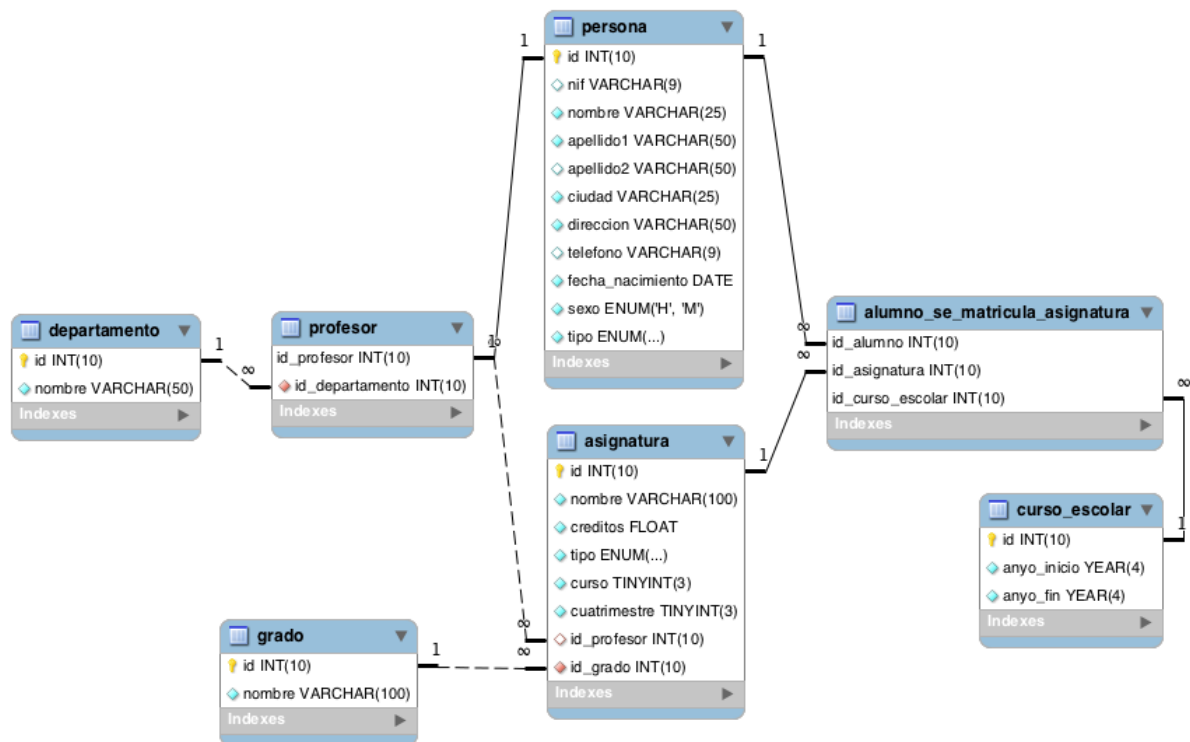 persona
id INT(10)
nif VARCHAR(9)
nombre VARCHAR(25)
apellido1 VARCHAR(50)
apellido2 VARCHAR(50)
ciudad VARCHAR(25)
direccion VARCHAR(50)
telefono VARCHAR(9)
fecha_nacimiento DATE
sexo ENUM('H', 'M')
tipo ENUM(...)
Indexes
1
1
departamento
id INT(10)
nombre VARCHAR(50)
Indexes
1
∞
profesor
id_profesor INT(10)
id_departamento INT(10)
Indexes
1
∞
alumno_se_matricula_asignatura
id_alumno INT(10)
id_asignatura INT(10)
id_curso_escolar INT(10)
Indexes
∞
∞
∞
asignatura
id INT(10)
nombre VARCHAR(100)
creditos FLOAT
tipo ENUM(...)
curso TINYINT(3)
cuatrimestre TINYINT(3)
id_profesor INT(10)
id_grado INT(10)
Indexes
1
∞
∞
curso_escolar
id INT(10)
anyo_inicio YEAR(4)
anyo_fin YEAR(4)
Indexes
1
grado
id INT(10)
nombre VARCHAR(100)
Indexes
1